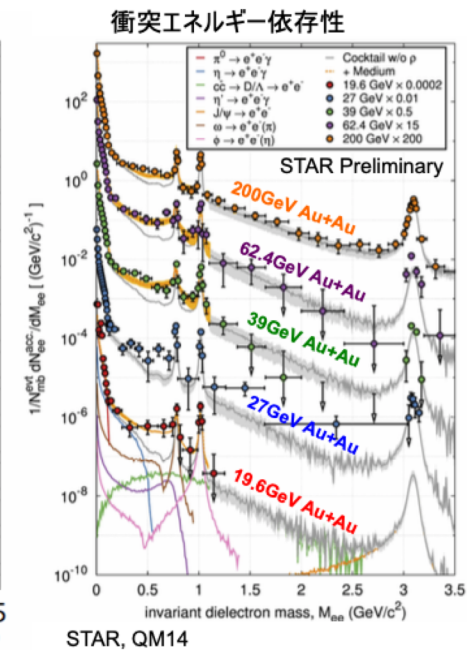 衝突エネルギー依存性
π⁰ → e⁺e⁻γ
η → e⁺e⁻γ
cc̄ → D/Λ → e⁺e⁻
η' → e⁺e⁻γ
J/ψ → e⁺e⁻
ω → e⁺e⁻(π)
φ → e⁺e⁻(η)
Cocktail w/o ρ
+ Medium
19.6 GeV × 0.0002
27 GeV × 0.01
39 GeV × 0.5
62.4 GeV × 15
200 GeV × 200
STAR Preliminary
200GeV Au+Au
62.4GeV Au+Au
39GeV Au+Au
27GeV Au+Au
19.6GeV Au+Au
1/N^evt_mb dN^acc._ee/dM_ee [ (GeV/c²)⁻¹ ]
10²
10⁰
10⁻²
10⁻⁴
10⁻⁶
10⁻⁸
10⁻¹⁰
0 0.5 1 1.5 2 2.5 3 3.5
invariant dielectron mass, M_ee (GeV/c²)
5
STAR, QM14